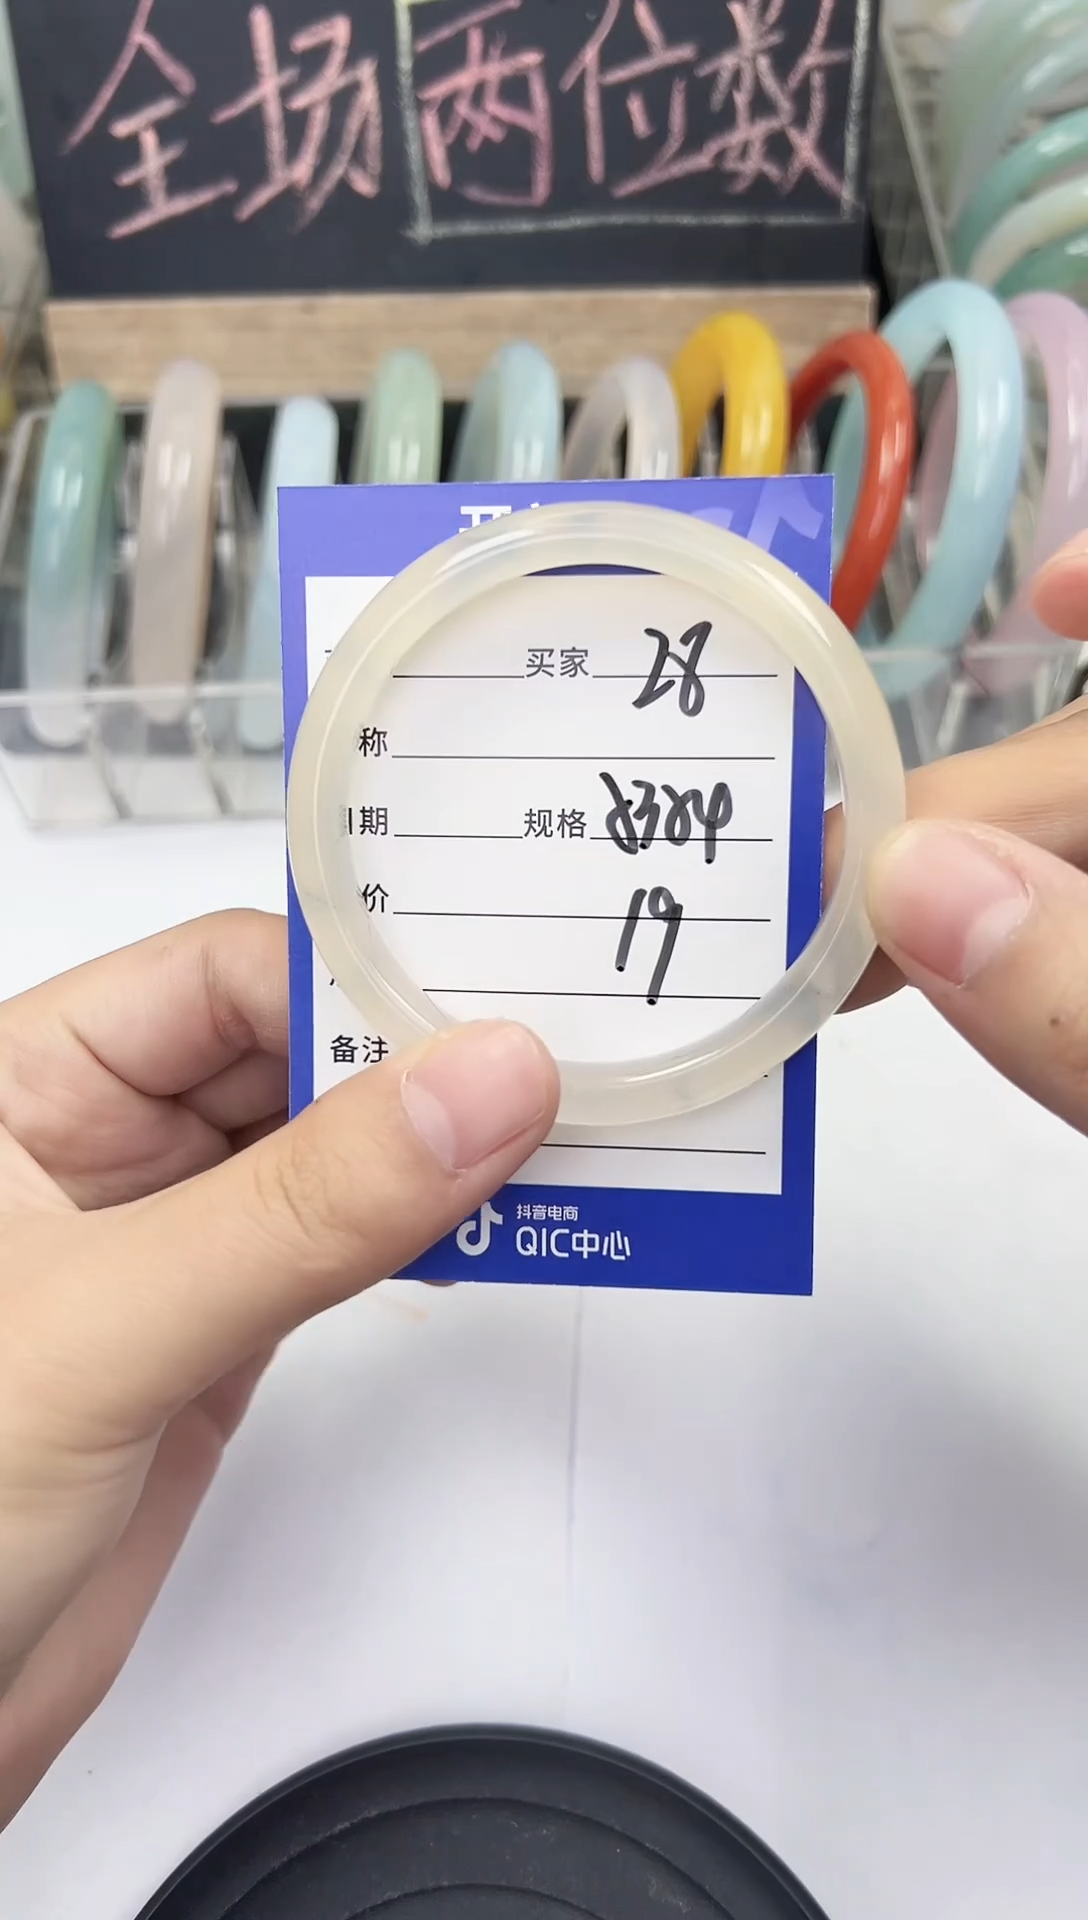 全场两位数
买家 28
称
期 规格 8384
价
19
备注
抖音电商
QIC中心